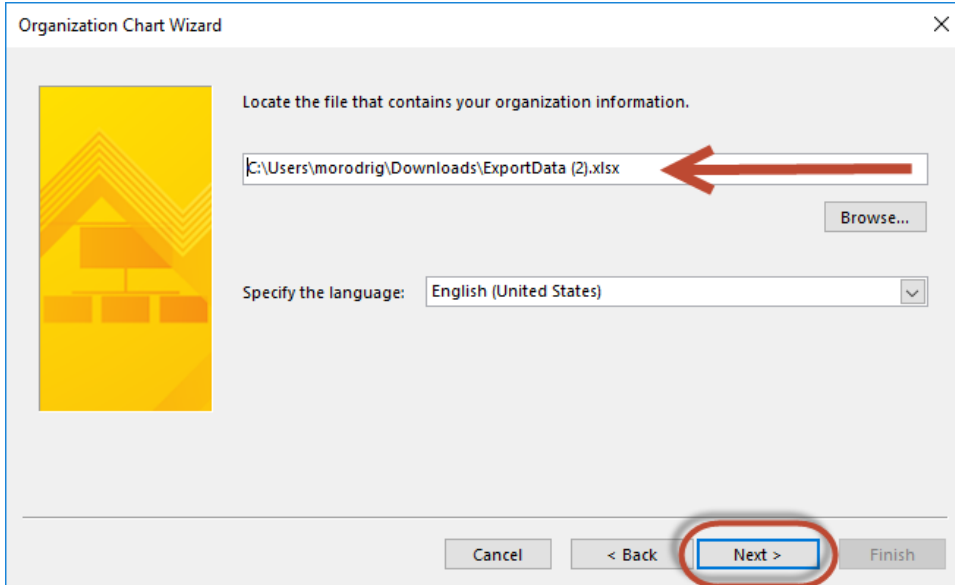 Organization Chart Wizard
Locate the file that contains your organization information.
C:\Users\morodrig\Downloads\ExportData (2).xlsx
Browse...
Specify the language: English (United States)
Cancel < Back Next > Finish